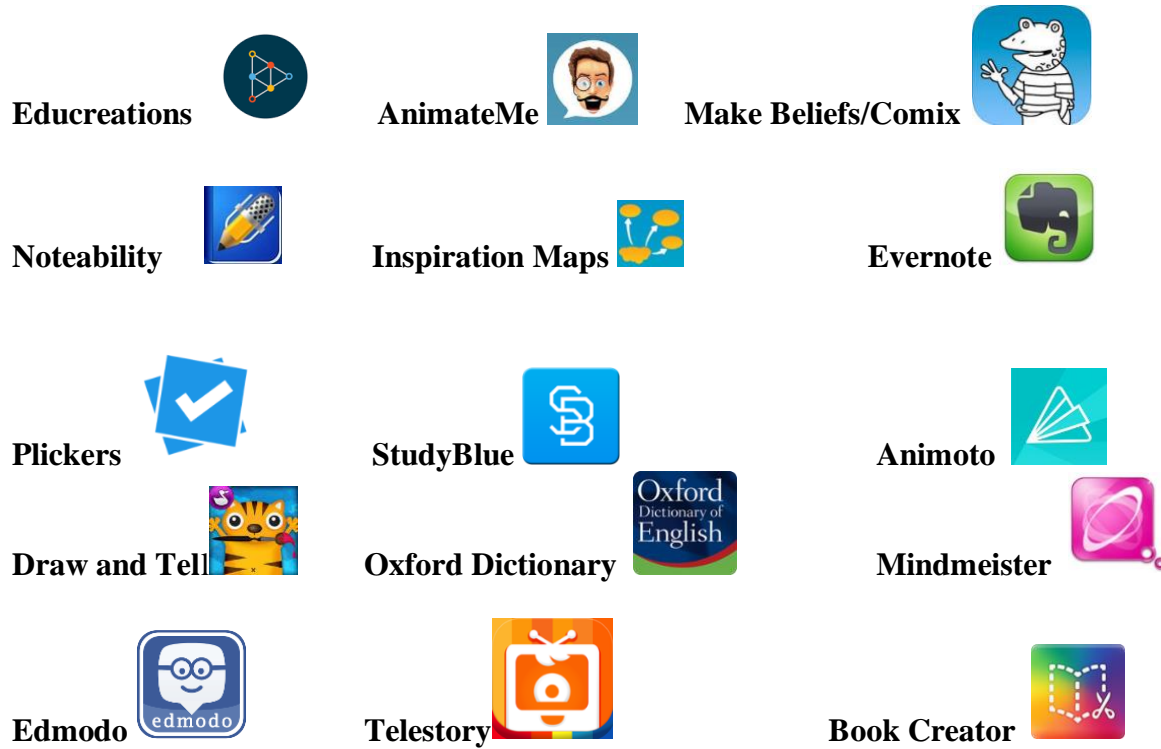 Educreations AnimateMe Make Beliefs/Comix
Noteability Inspiration Maps Evernote
Plickers StudyBlue SB Animoto
Draw and Tell Oxford Dictionary Oxford Dictionary of English Mindmeister
Edmodo edmodo Telestory Book Creator